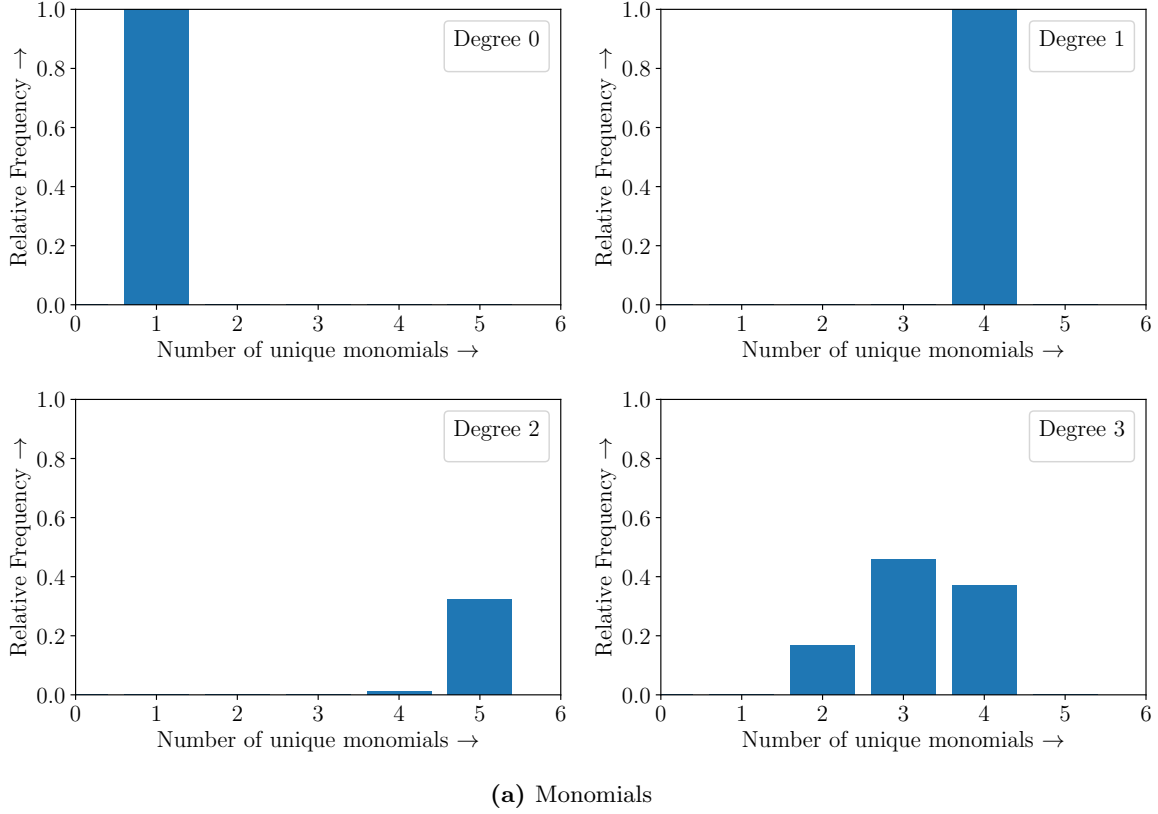 Relative Frequency →
1.0
0.8
0.6
0.4
0.2
0.0
Degree 0
0 1 2 3 4 5 6
Number of unique monomials →
Relative Frequency →
1.0
0.8
0.6
0.4
0.2
0.0
Degree 1
0 1 2 3 4 5 6
Number of unique monomials →
Relative Frequency →
1.0
0.8
0.6
0.4
0.2
0.0
Degree 2
0 1 2 3 4 5 6
Number of unique monomials →
Relative Frequency →
1.0
0.8
0.6
0.4
0.2
0.0
Degree 3
0 1 2 3 4 5 6
Number of unique monomials →
(a) Monomials